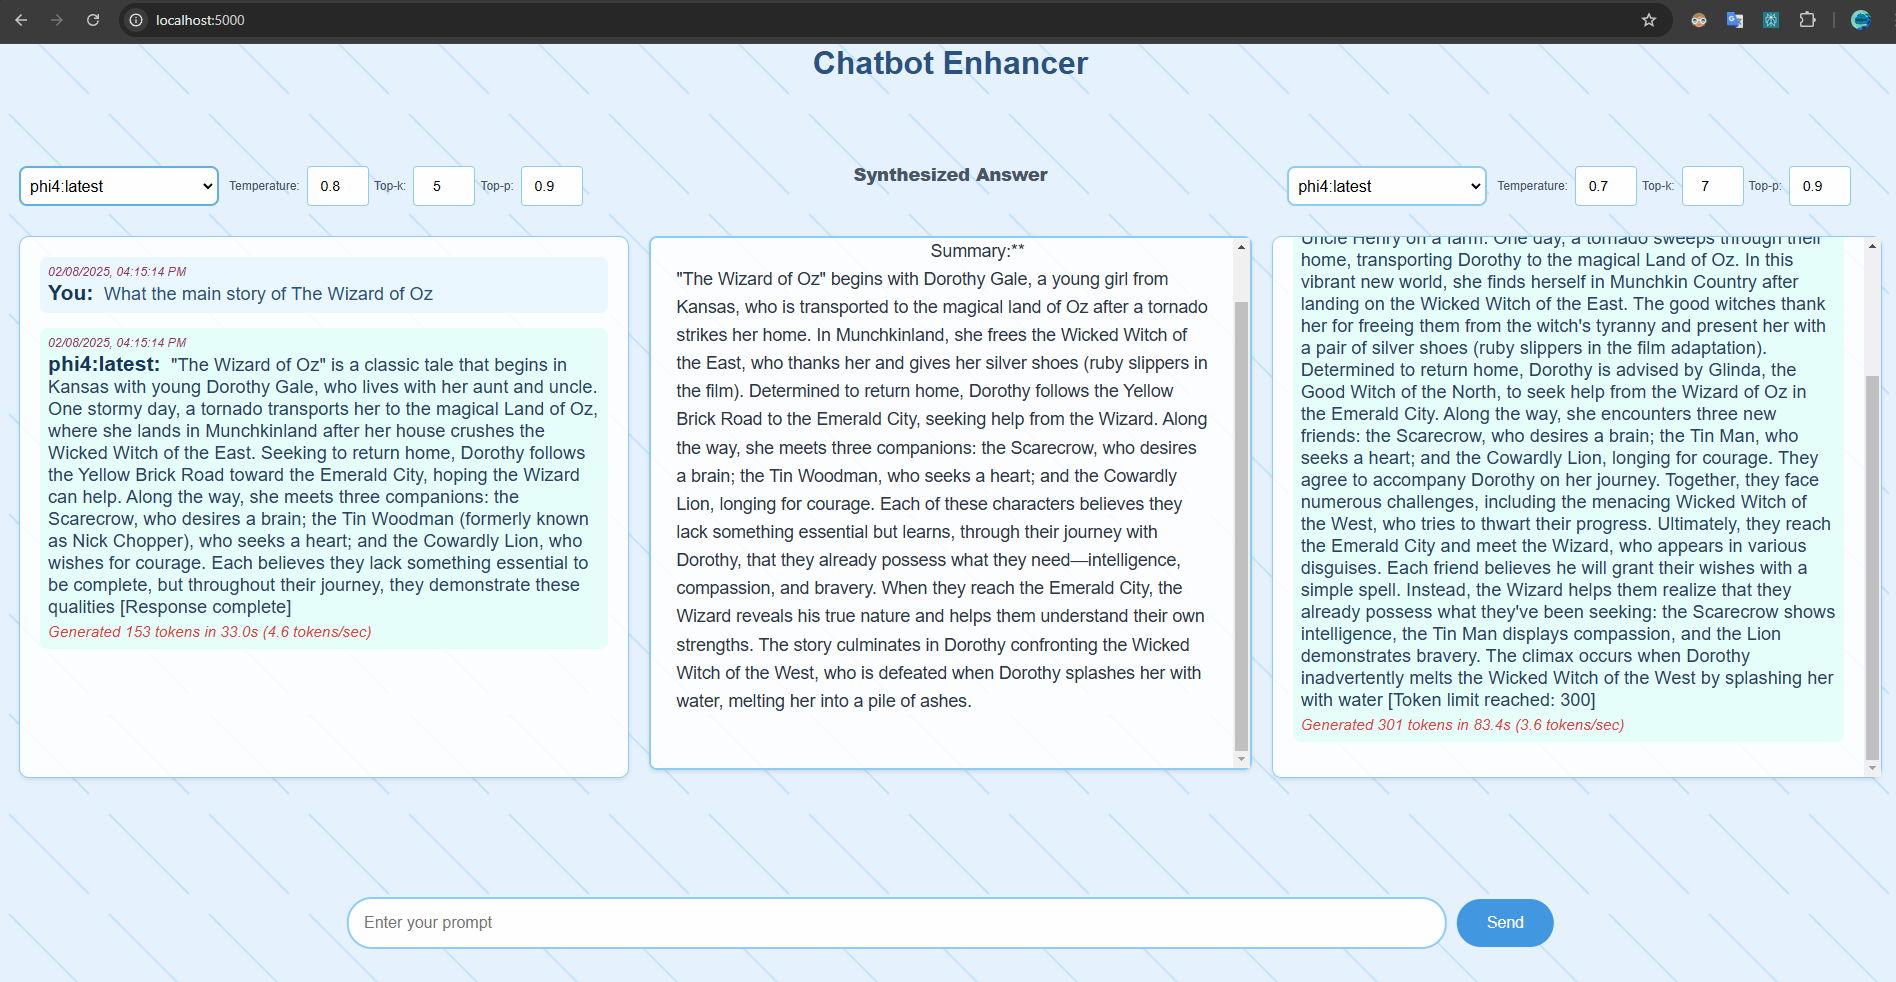 localhost:5000
Chatbot Enhancer
phi4:latest
Temperature:
0.8
Top-k:
5
Top-p:
0.9
02/08/2025, 04:15:14 PM
You: What the main story of The Wizard of Oz
02/08/2025, 04:15:14 PM
phi4:latest: "The Wizard of Oz" is a classic tale that begins in
Kansas with young Dorothy Gale, who lives with her aunt and uncle.
One stormy day, a tornado transports her to the magical Land of Oz,
where she lands in Munchkinland after her house crushes the
Wicked Witch of the East. Seeking to return home, Dorothy follows
the Yellow Brick Road toward the Emerald City, hoping the Wizard
can help. Along the way, she meets three companions: the
Scarecrow, who desires a brain; the Tin Woodman (formerly known
as Nick Chopper), who seeks a heart; and the Cowardly Lion, who
wishes for courage. Each believes they lack something essential to
be complete, but throughout their journey, they demonstrate these
qualities [Response complete]
Generated 153 tokens in 33.0s (4.6 tokens/sec)
Synthesized Answer
Summary:**
"The Wizard of Oz" begins with Dorothy Gale, a young girl from
Kansas, who is transported to the magical land of Oz after a tornado
strikes her home. In Munchkinland, she frees the Wicked Witch of
the East, who thanks her and gives her silver shoes (ruby slippers in
the film). Determined to return home, Dorothy follows the Yellow
Brick Road to the Emerald City, seeking help from the Wizard. Along
the way, she meets three companions: the Scarecrow, who desires
a brain; the Tin Woodman, who seeks a heart; and the Cowardly
Lion, longing for courage. Each of these characters believes they
lack something essential but learns, through their journey with
Dorothy, that they already possess what they need—intelligence,
compassion, and bravery. When they reach the Emerald City, the
Wizard reveals his true nature and helps them understand their own
strengths. The story culminates in Dorothy confronting the Wicked
Witch of the West, who is defeated when Dorothy splashes her with
water, melting her into a pile of ashes.
phi4:latest
Temperature:
0.7
Top-k:
7
Top-p:
0.9
Uncle Henry on a farm. One day, a tornado sweeps through their
home, transporting Dorothy to the magical Land of Oz. In this
vibrant new world, she finds herself in Munchkin Country after
landing on the Wicked Witch of the East. The good witches thank
her for freeing them from the witch's tyranny and present her with
a pair of silver shoes (ruby slippers in the film adaptation).
Determined to return home, Dorothy is advised by Glinda, the
Good Witch of the North, to seek help from the Wizard of Oz in
the Emerald City. Along the way, she encounters three new
friends: the Scarecrow, who desires a brain; the Tin Man, who
seeks a heart; and the Cowardly Lion, longing for courage. They
agree to accompany Dorothy on her journey. Together, they face
numerous challenges, including the menacing Wicked Witch of
the West, who tries to thwart their progress. Ultimately, they reach
the Emerald City and meet the Wizard, who appears in various
disguises. Each friend believes he will grant their wishes with a
simple spell. Instead, the Wizard helps them realize that they
already possess what they've been seeking: the Scarecrow shows
intelligence, the Tin Man displays compassion, and the Lion
demonstrates bravery. The climax occurs when Dorothy
inadvertently melts the Wicked Witch of the West by splashing her
with water [Token limit reached: 300]
Generated 301 tokens in 83.4s (3.6 tokens/sec)
Enter your prompt
Send